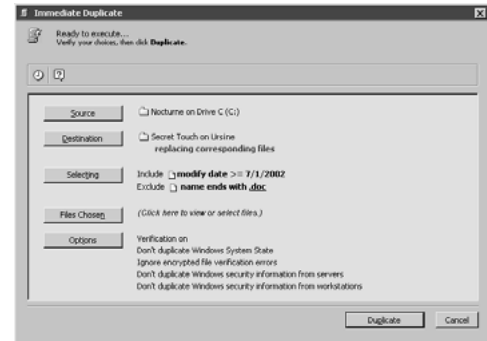 Immediate Duplicate
Ready to execute...
Verify your choices, then click Duplicate.
Source
Nocturne on Drive C (C:)
Destination
Secret Touch on Ursine
replacing corresponding files
Selecting
Include modify date >= 7/1/2002
Exclude name ends with .doc
Files Chosen
(Click here to view or select files.)
Options
Verification on
Don't duplicate Windows System State
Ignore encrypted file verification errors
Don't duplicate Windows security information from servers
Don't duplicate Windows security information from workstations
Duplicate
Cancel